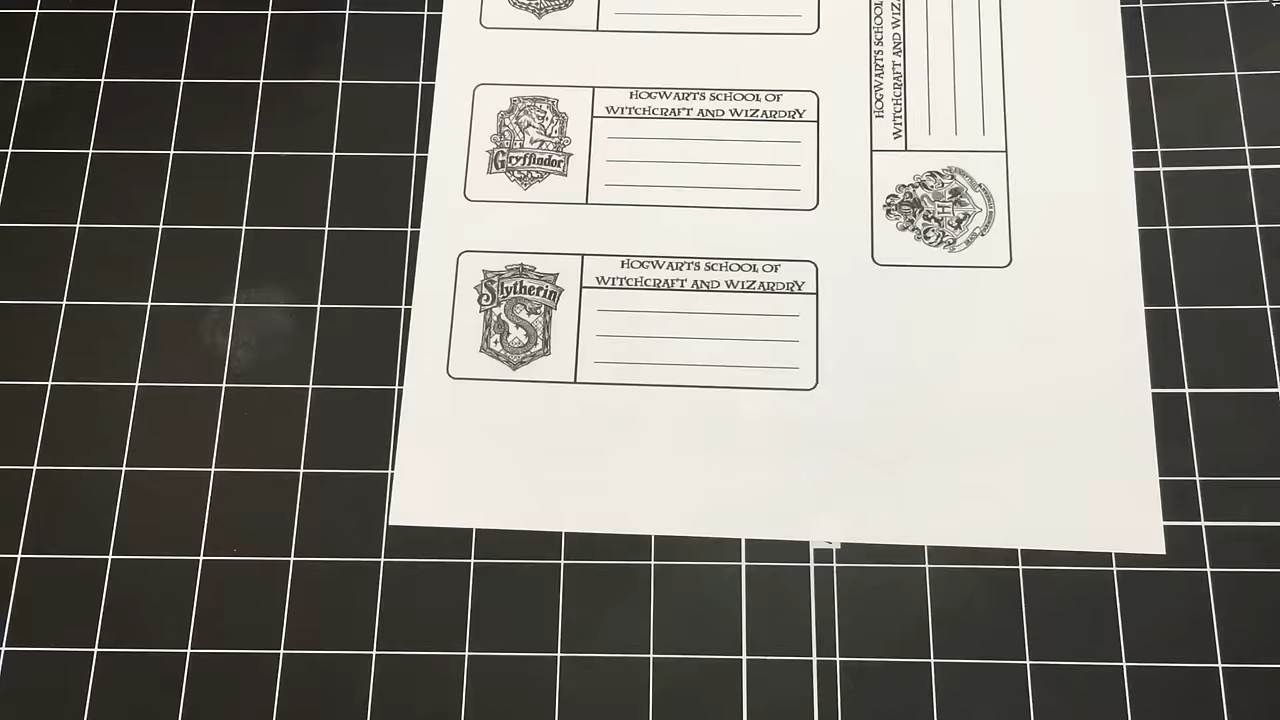 HOGWARTS SCHOOL OF
WITCHCRAFT AND WIZARDRY
Gryffindor
HOGWARTS SCHOOL OF
WITCHCRAFT AND WIZARDRY
Slytherin
HOGWARTS SCHOOL
WITCHCRAFT AND WIZ
H